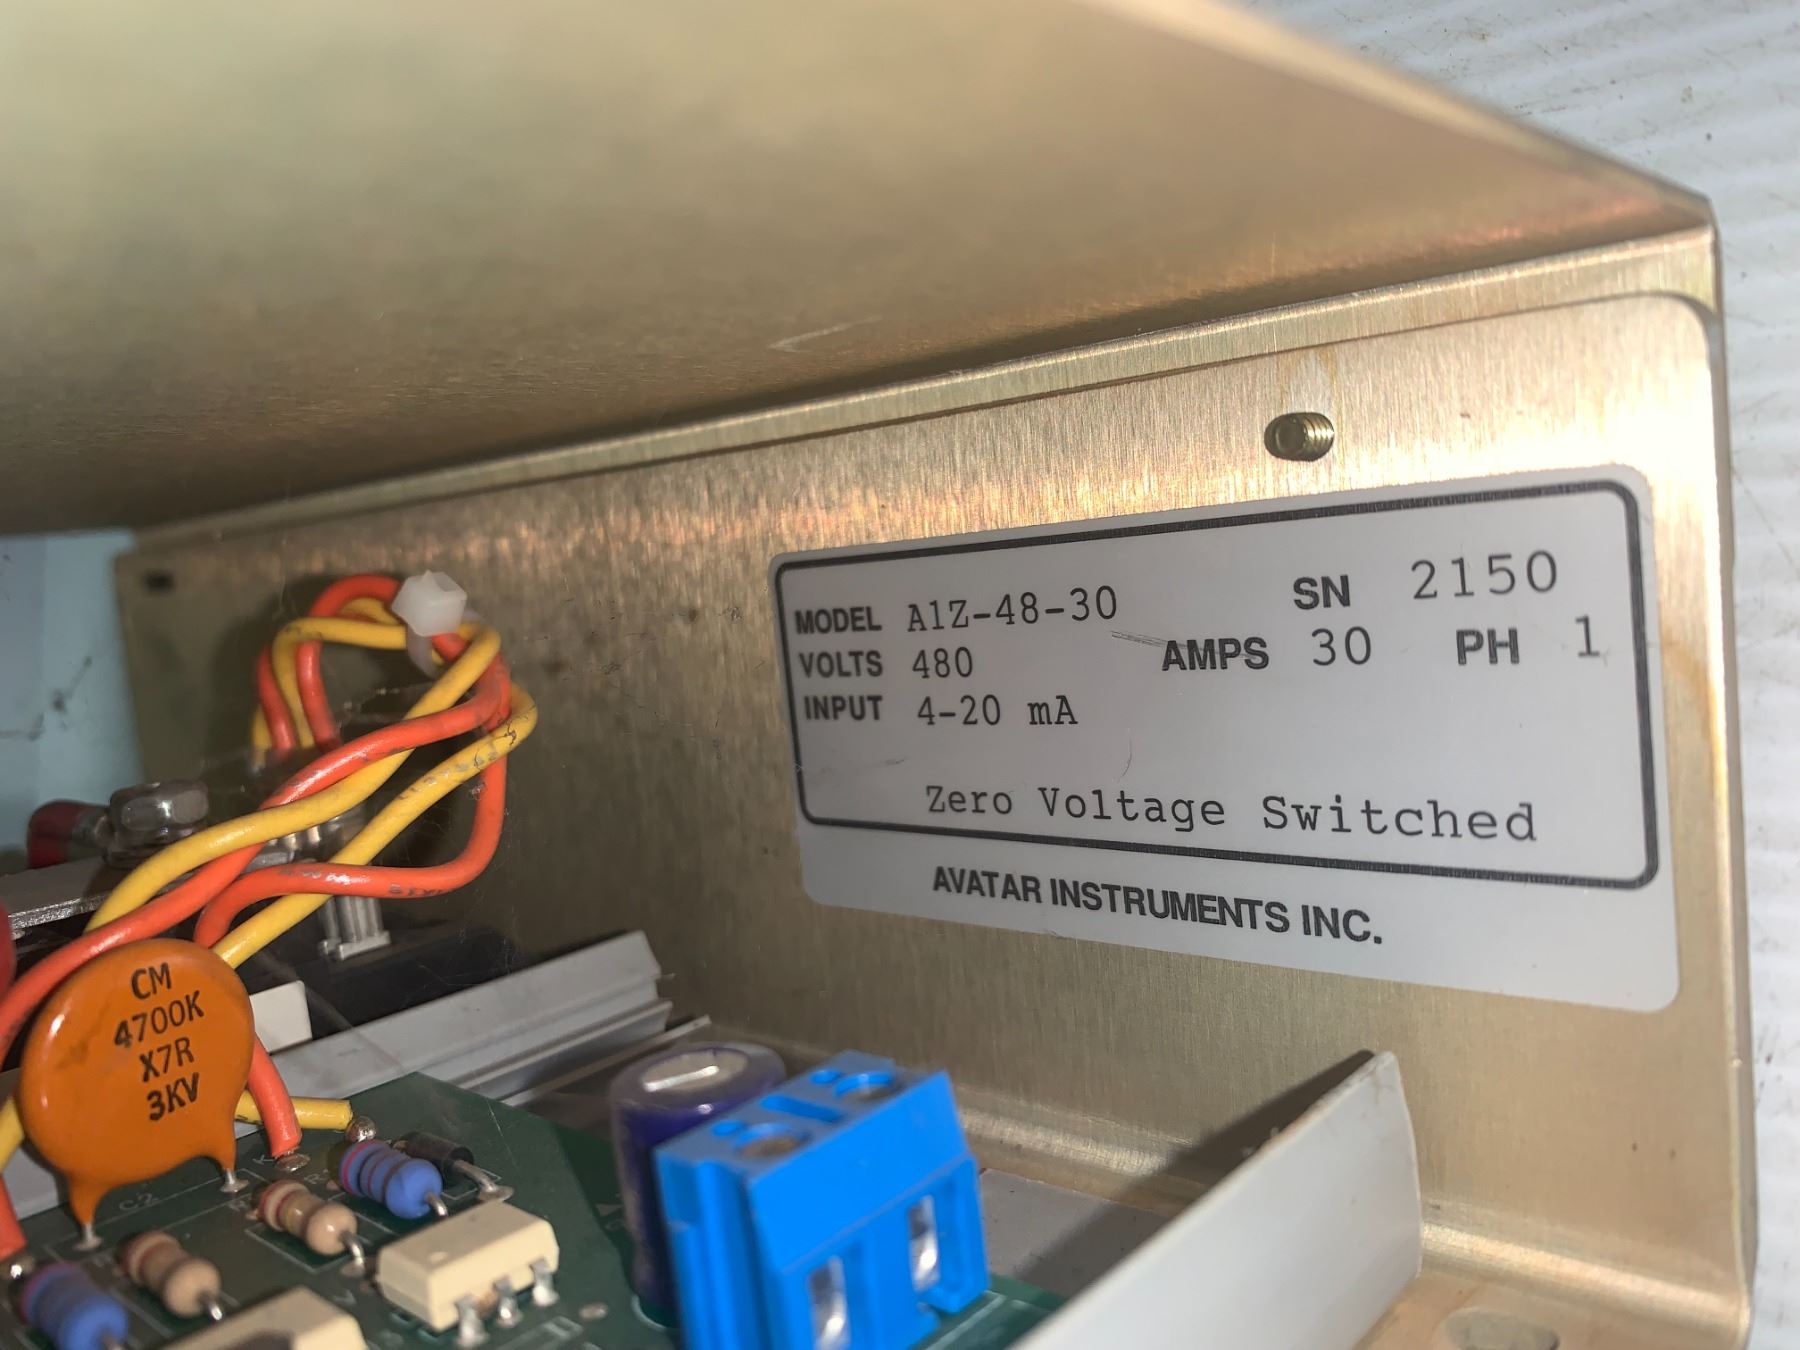 MODEL A1Z-48-30 SN 2150
VOLTS 480 AMPS 30 PH 1
INPUT 4-20 mA
Zero Voltage Switched
AVATAR INSTRUMENTS INC.
CM
4700K
X7R
3KV
C2